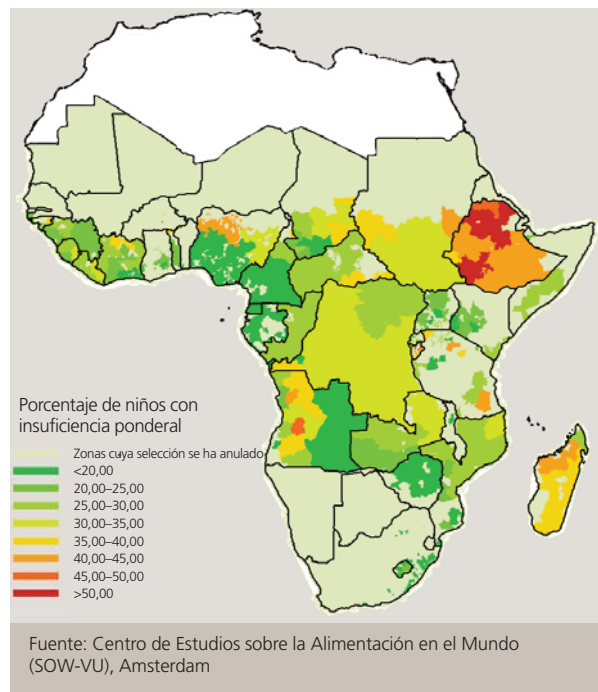 Porcentaje de niños con
insuficiencia ponderal
Zonas cuya selección se ha anulado
<20,00
20,00–25,00
25,00–30,00
30,00–35,00
35,00–40,00
40,00–45,00
45,00–50,00
>50,00
Fuente: Centro de Estudios sobre la Alimentación en el Mundo
(SOW-VU), Amsterdam